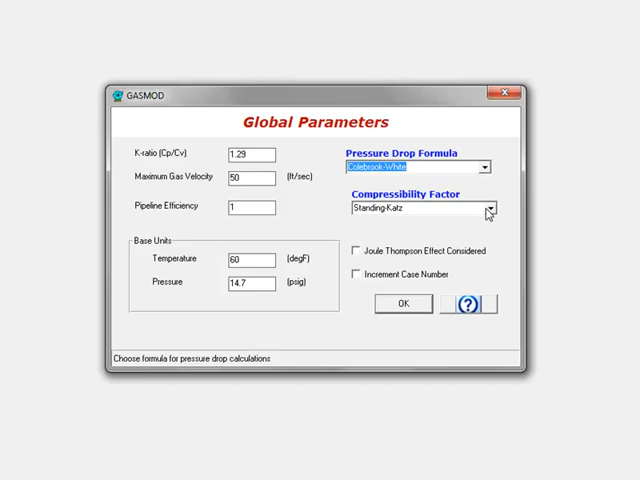 GASMOD
Global Parameters
K-ratio (Cp/Cv)
1.29
Maximum Gas Velocity
50
(ft/sec)
Pipeline Efficiency
1
Base Units
Temperature
60
(degF)
Pressure
14.7
(psig)
Pressure Drop Formula
Colebrook-White
Compressibility Factor
Standing-Katz
Joule Thompson Effect Considered
Increment Case Number
OK
?
Choose formula for pressure drop calculations